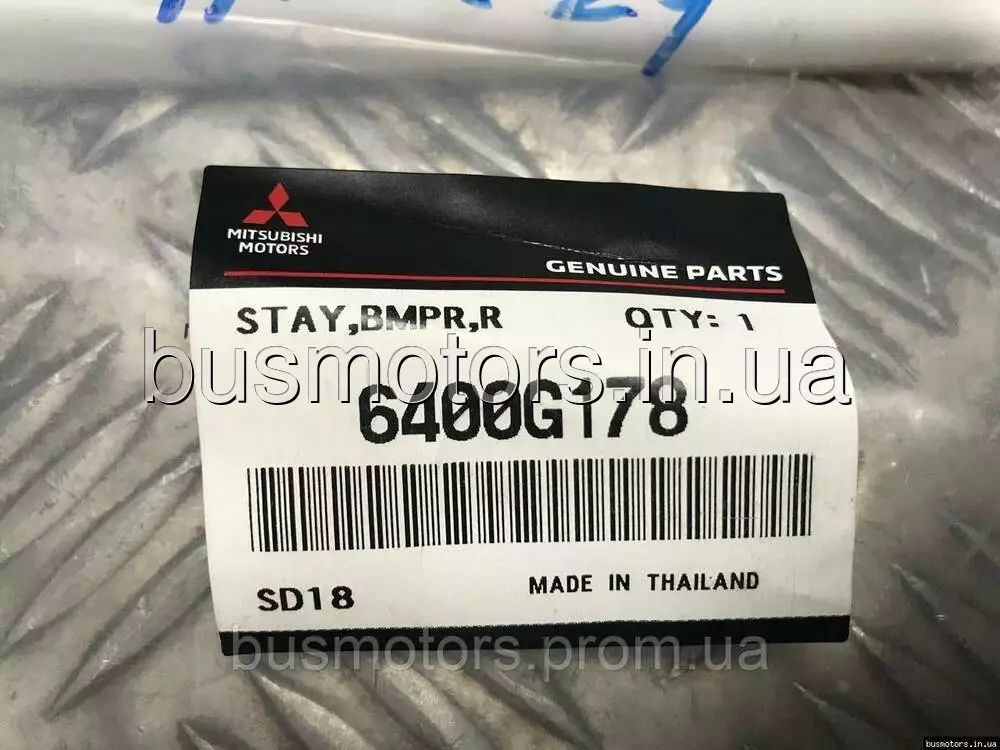 MITSUBISHI
MOTORS
GENUINE PARTS
STAY,BMPR,R QTY: 1
busmotors.in.ua
6400G178
SD18 MADE IN THAILAND
busmotors.prom.ua
busmotors.in.ua